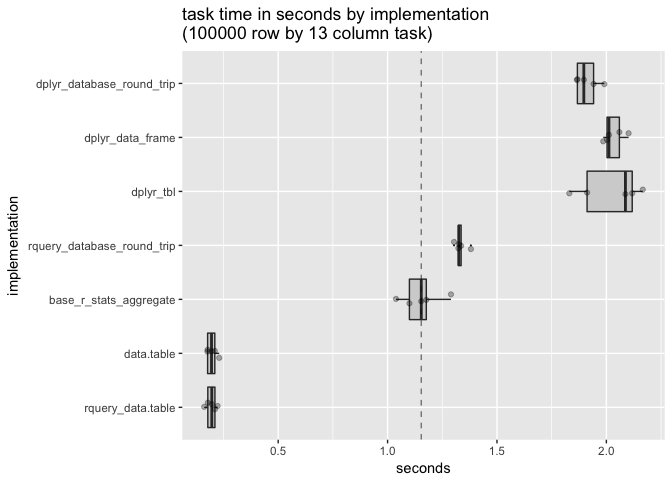 task time in seconds by implementation
(100000 row by 13 column task)
dplyr_database_round_trip
dplyr_data_frame
dplyr_tbl
rquery_database_round_trip
base_r_stats_aggregate
data.table
rquery_data.table
implementation
0.5 1.0 1.5 2.0
seconds